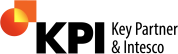 KPI
Key Partner
& Intesco